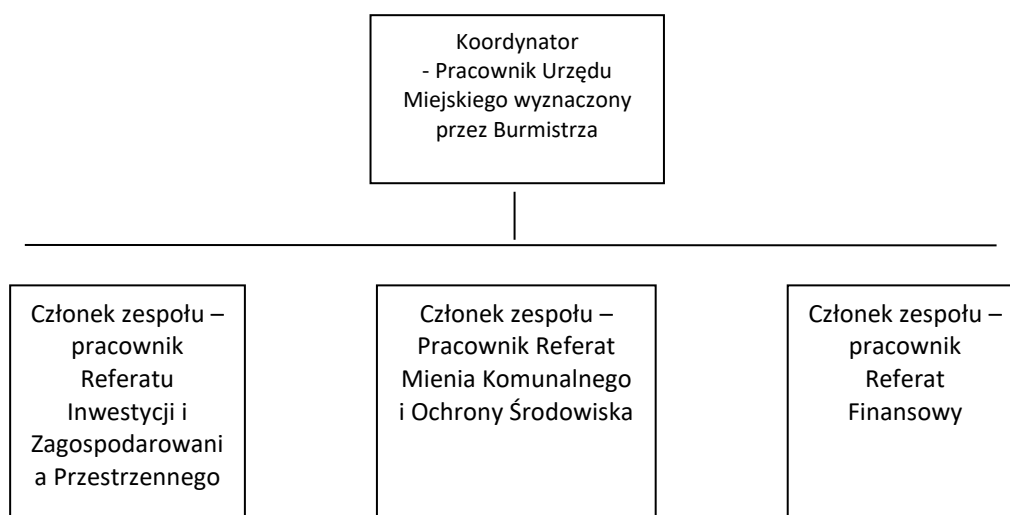 Koordynator
- Pracownik Urzędu
Miejskiego wyznaczony
przez Burmistrza
Członek zespołu –
pracownik
Referatu
Inwestycji i
Zagospodarowani
a Przestrzennego
Członek zespołu –
Pracownik Referat
Mienia Komunalnego
i Ochrony Środowiska
Członek zespołu –
pracownik
Referat
Finansowy